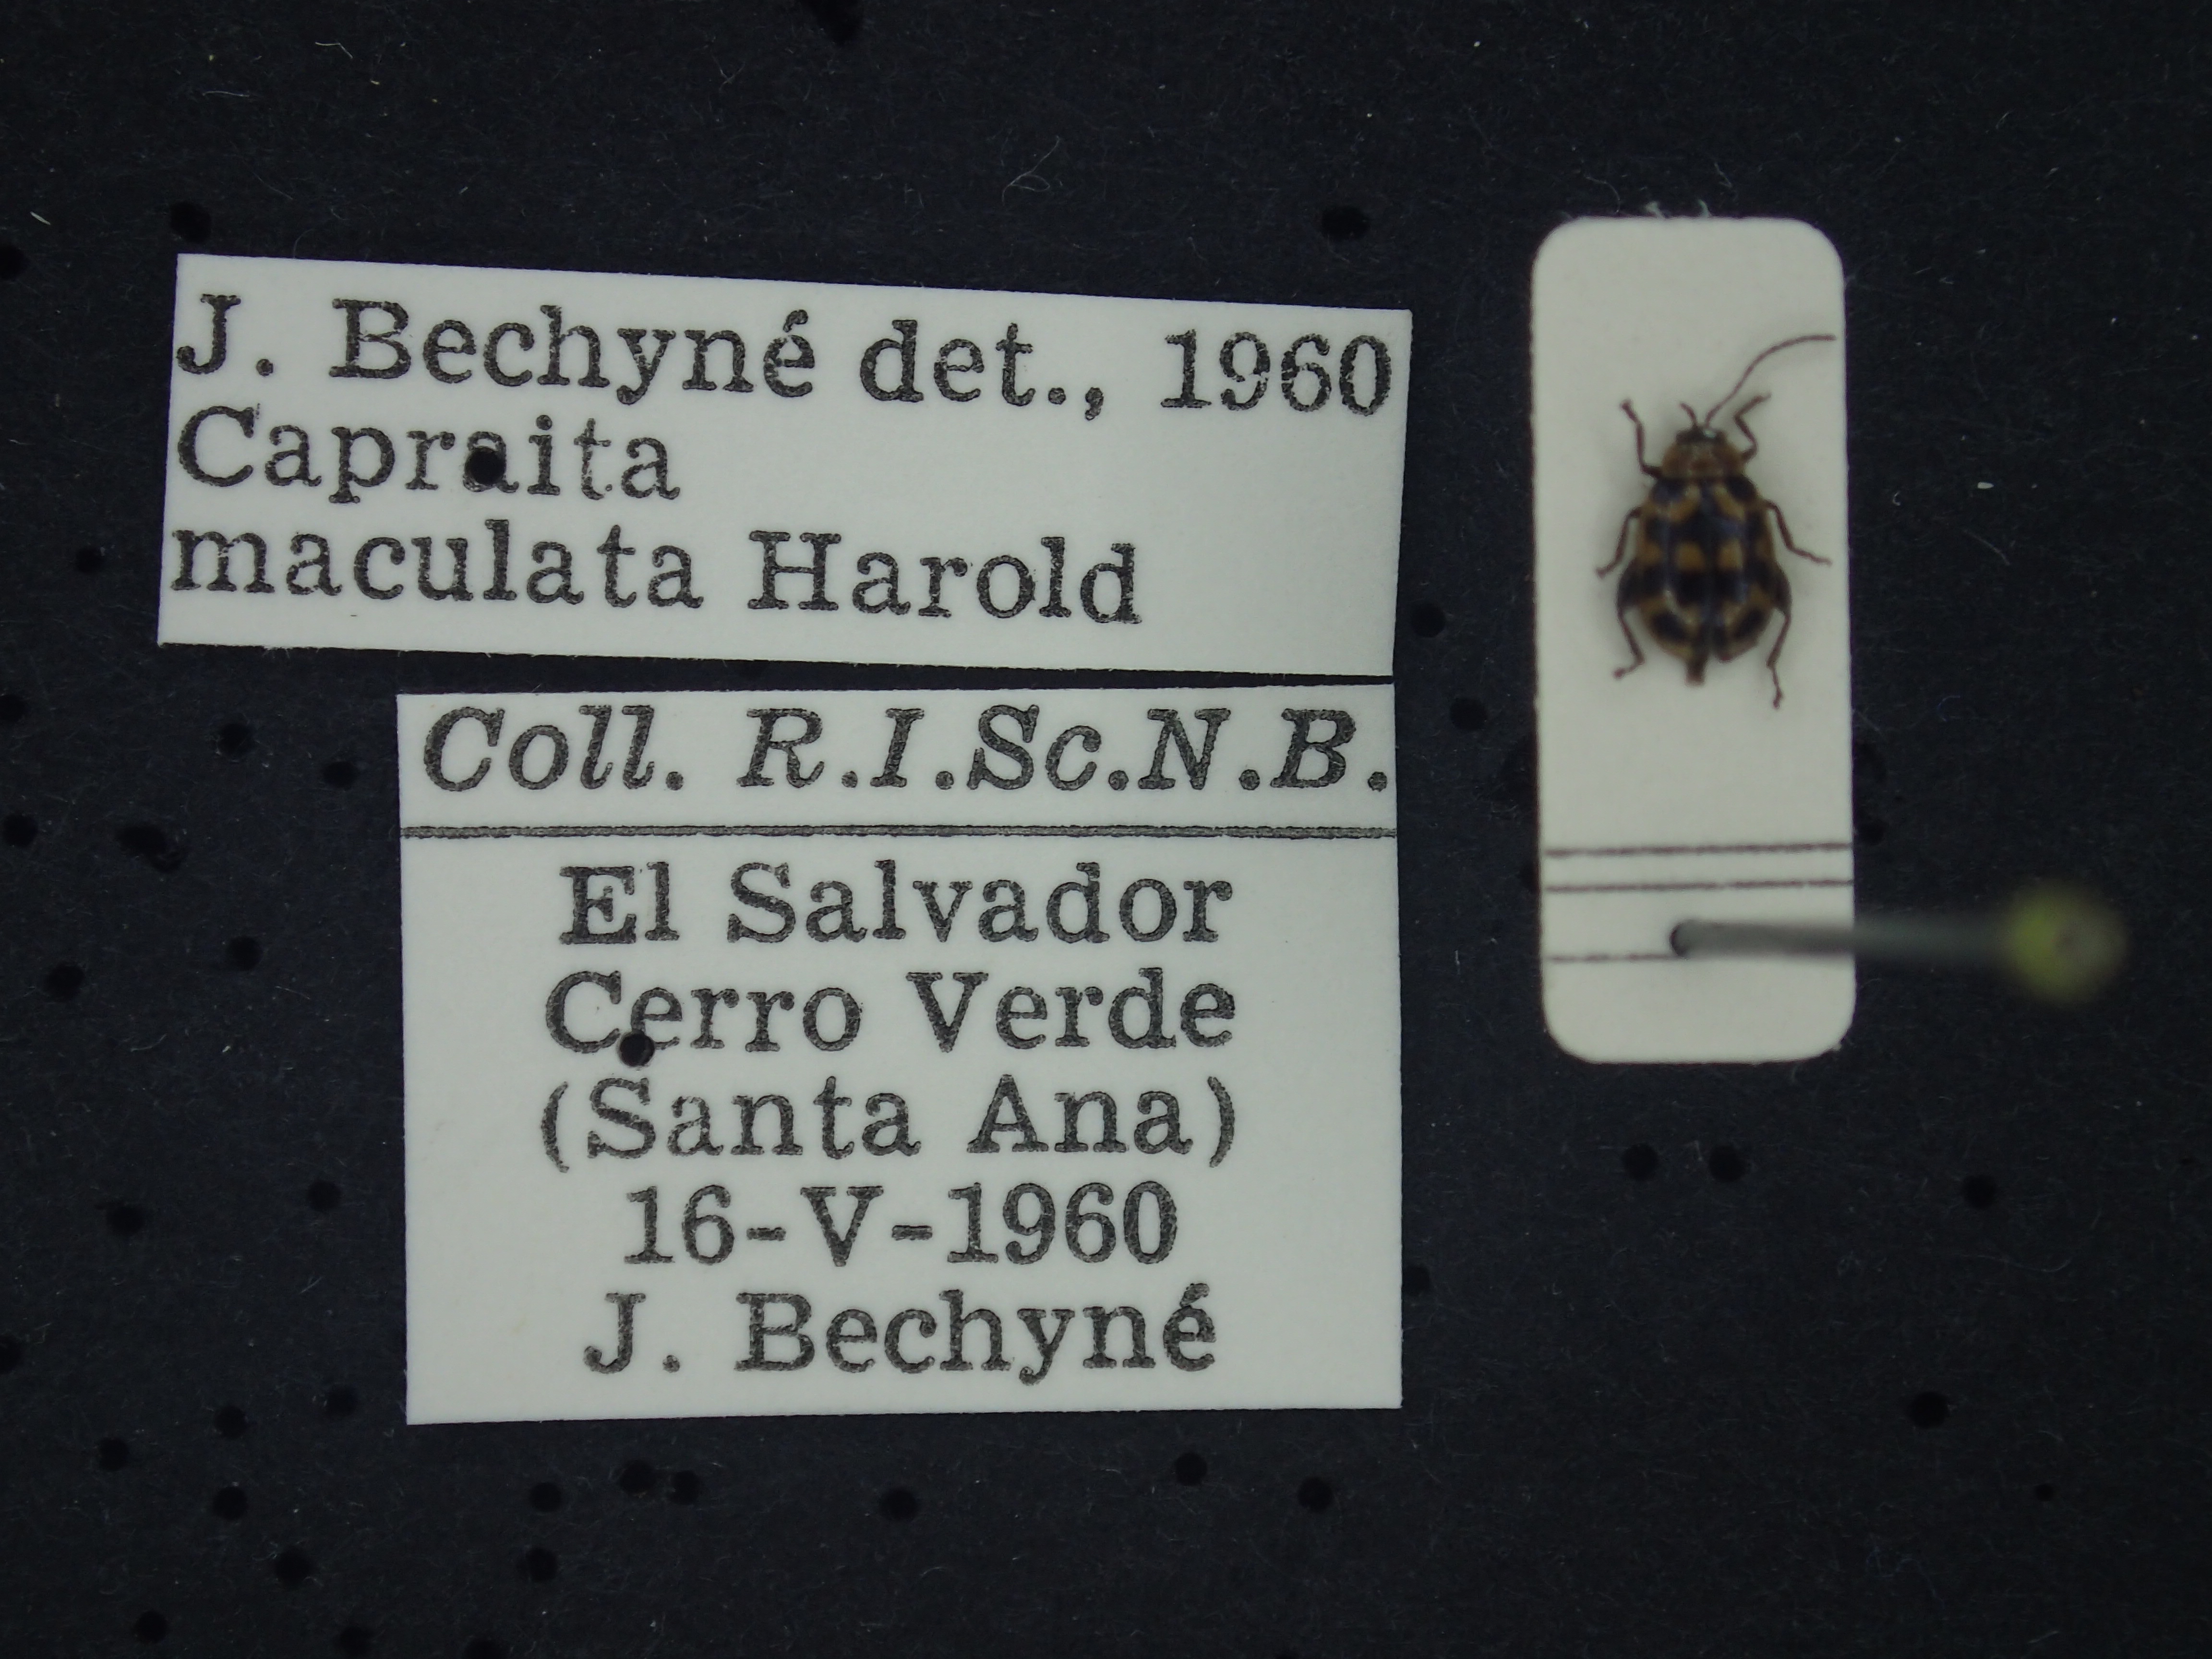 J. Bechyné det., 1960
Capraita
maculata Harold
Coll. R.I.Sc.N.B.
El Salvador
Cerro Verde
(Santa Ana)
16-V-1960
J. Bechyné